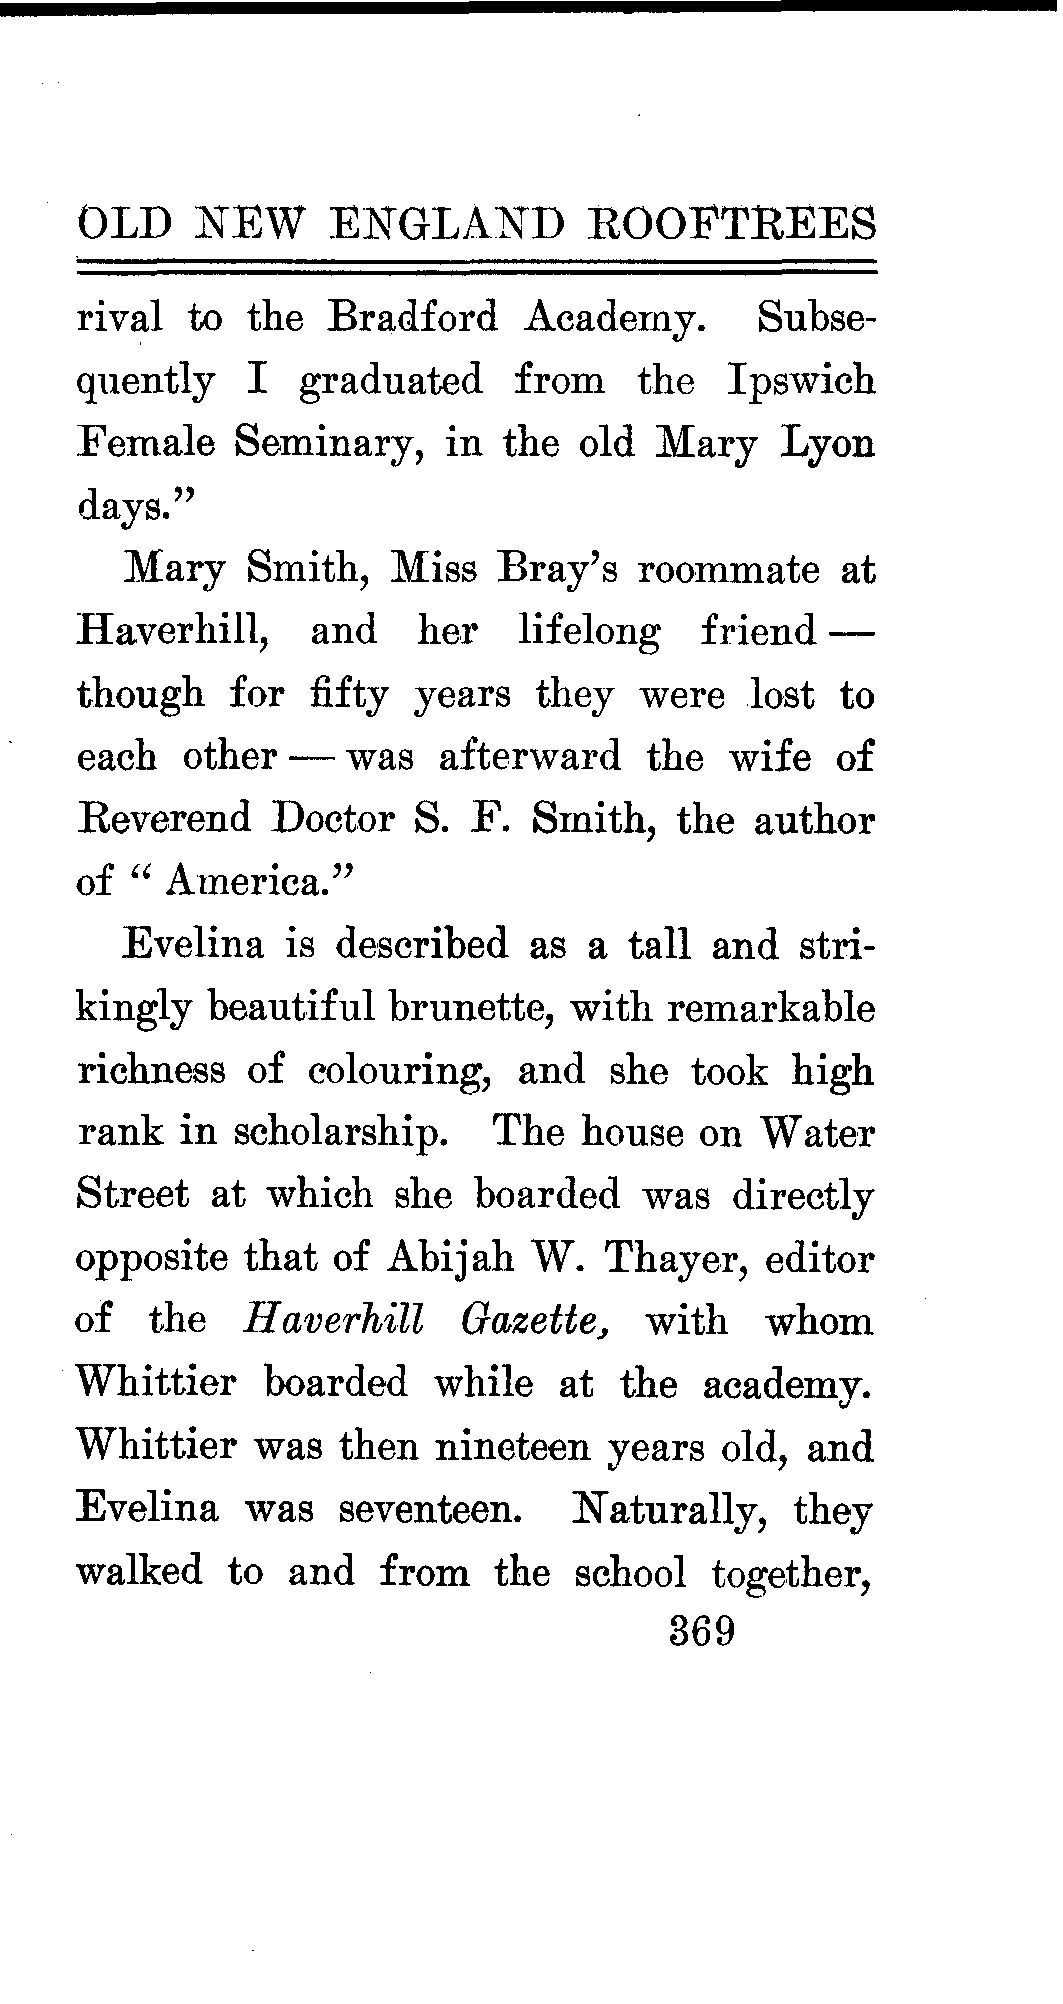 OLD NEW ENGLAND ROOFTREES
rival to the Bradford Academy. Subse-
quently I graduated from the Ipswich
Female Seminary, in the old Mary Lyon
days.”
Mary Smith, Miss Bray’s roommate at
Haverhill, and her lifelong friend —
though for fifty years they were lost to
each other — was afterward the wife of
Reverend Doctor S. F. Smith, the author
of “ America.”
Evelina is described as a tall and stri-
kingly beautiful brunette, with remarkable
richness of colouring, and she took high
rank in scholarship. The house on Water
Street at which she boarded was directly
opposite that of Abijah W. Thayer, editor
of the Haverhill Gazette, with whom
Whittier boarded while at the academy.
Whittier was then nineteen years old, and
Evelina was seventeen. Naturally, they
walked to and from the school together,
369